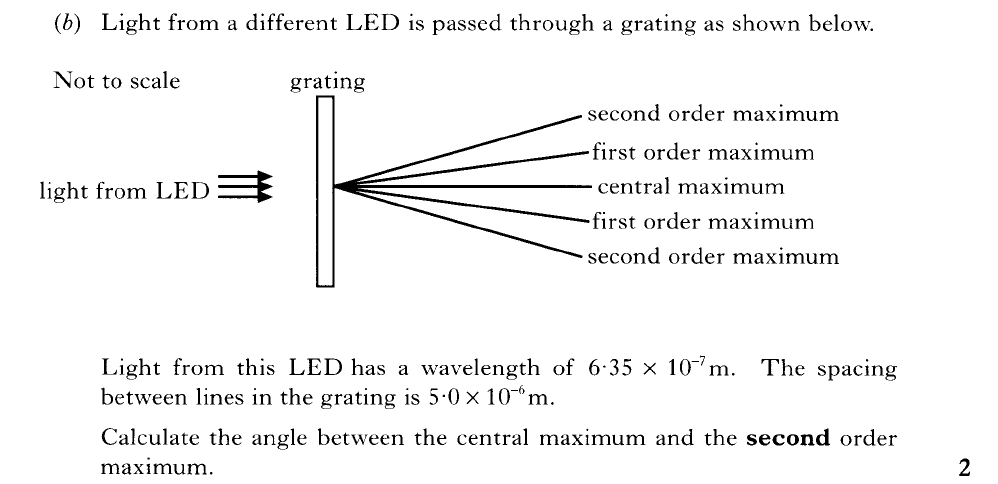 (b) Light from a different LED is passed through a grating as shown below.
Not to scale
grating
second order maximum
first order maximum
light from LED
central maximum
first order maximum
second order maximum
Light from this LED has a wavelength of 6·35 × 10⁻⁷ m. The spacing
between lines in the grating is 5·0 × 10⁻⁶ m.
Calculate the angle between the central maximum and the second order
maximum.
2